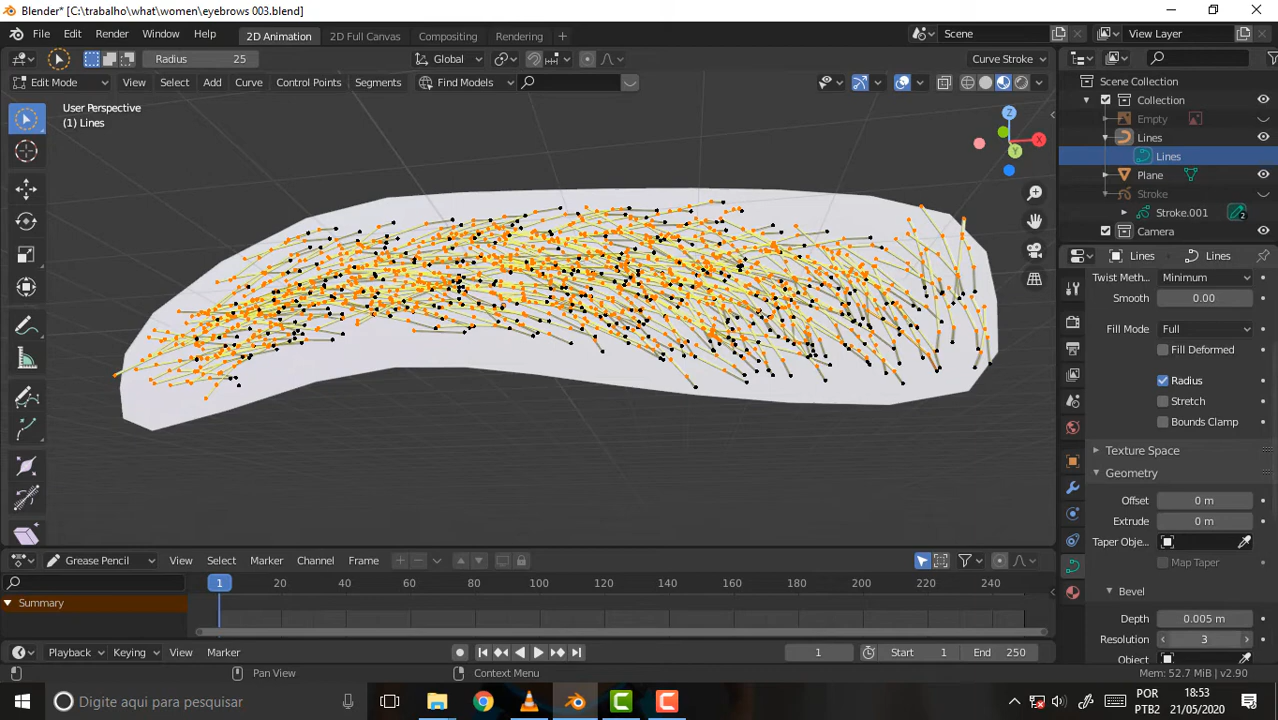 Blender* [C:\trabalho\what\women\eyebrows 003.blend]
File Edit Render Window Help 2D Animation 2D Full Canvas Compositing Rendering Scene View Layer
Radius 25 Global Curve Stroke
Edit Mode View Select Add Curve Control Points Segments Find Models
User Perspective
(1) Lines
Z
X
Y
Scene Collection
Collection
Empty
Lines
Lines
Plane
Stroke
Stroke.001
2
Camera
Lines Lines
Twist Meth... Minimum
Smooth 0.00
Fill Mode Full
Fill Deformed
Radius
Stretch
Bounds Clamp
Texture Space
Geometry
Offset 0 m
Extrude 0 m
Taper Obje...
Map Taper
Bevel
Depth 0.005 m
Resolution 3
Object
Grease Pencil View Select Marker Channel Frame
1 20 40 60 80 100 120 140 160 180 200 220 240
Summary
Playback Keying View Marker 1 Start 1 End 250
Pan View Context Menu Mem: 52.7 MiB | v2.90
Digite aqui para pesquisar
POR
PTB2
18:53
21/05/2020